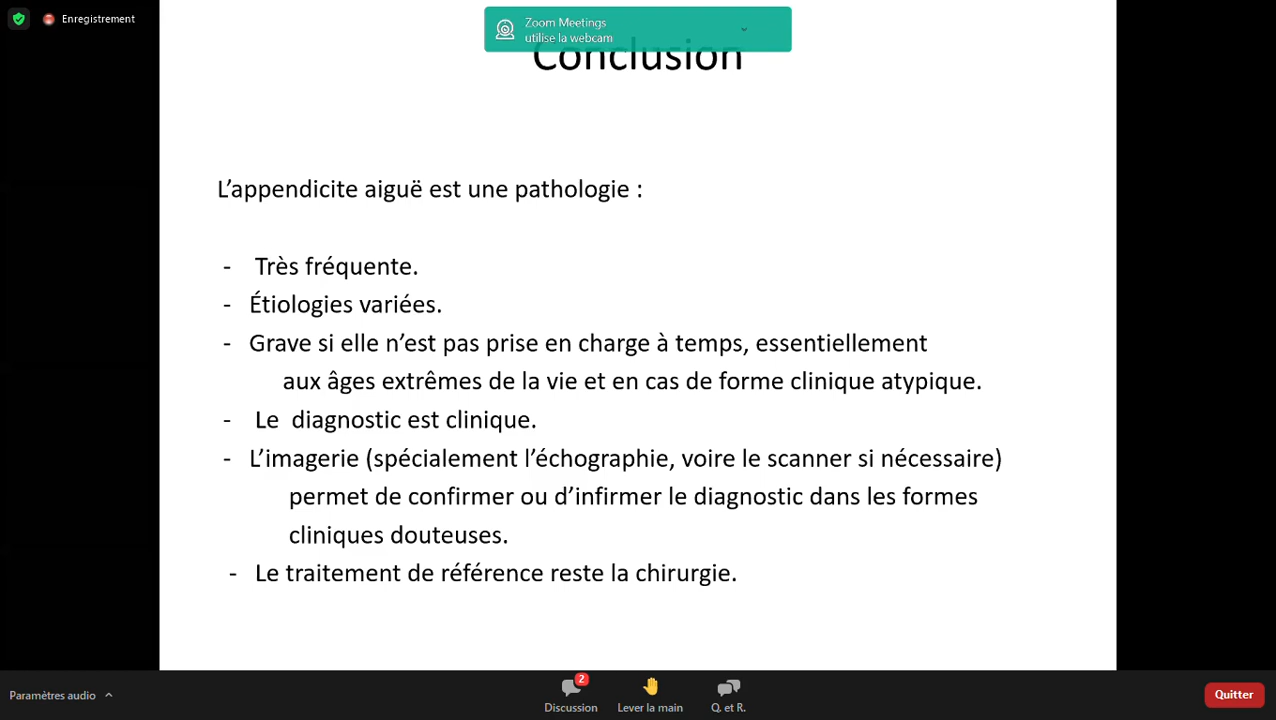 Enregistrement
Zoom Meetings
utilise la webcam
Conclusion
L’appendicite aiguë est une pathologie :
- Très fréquente.
- Étiologies variées.
- Grave si elle n’est pas prise en charge à temps, essentiellement
aux âges extrêmes de la vie et en cas de forme clinique atypique.
- Le diagnostic est clinique.
- L’imagerie (spécialement l’échographie, voire le scanner si nécessaire)
permet de confirmer ou d’infirmer le diagnostic dans les formes
cliniques douteuses.
- Le traitement de référence reste la chirurgie.
2
Paramètres audio
Discussion
Lever la main
Q. et R.
Quitter